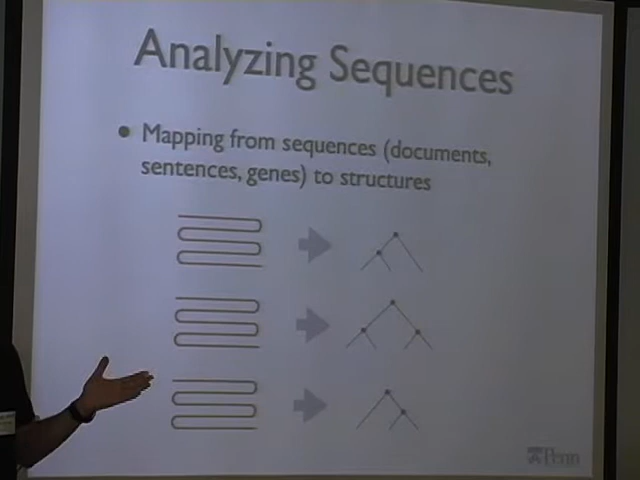 Analyzing Sequences
• Mapping from sequences (documents,
sentences, genes) to structures
Penn